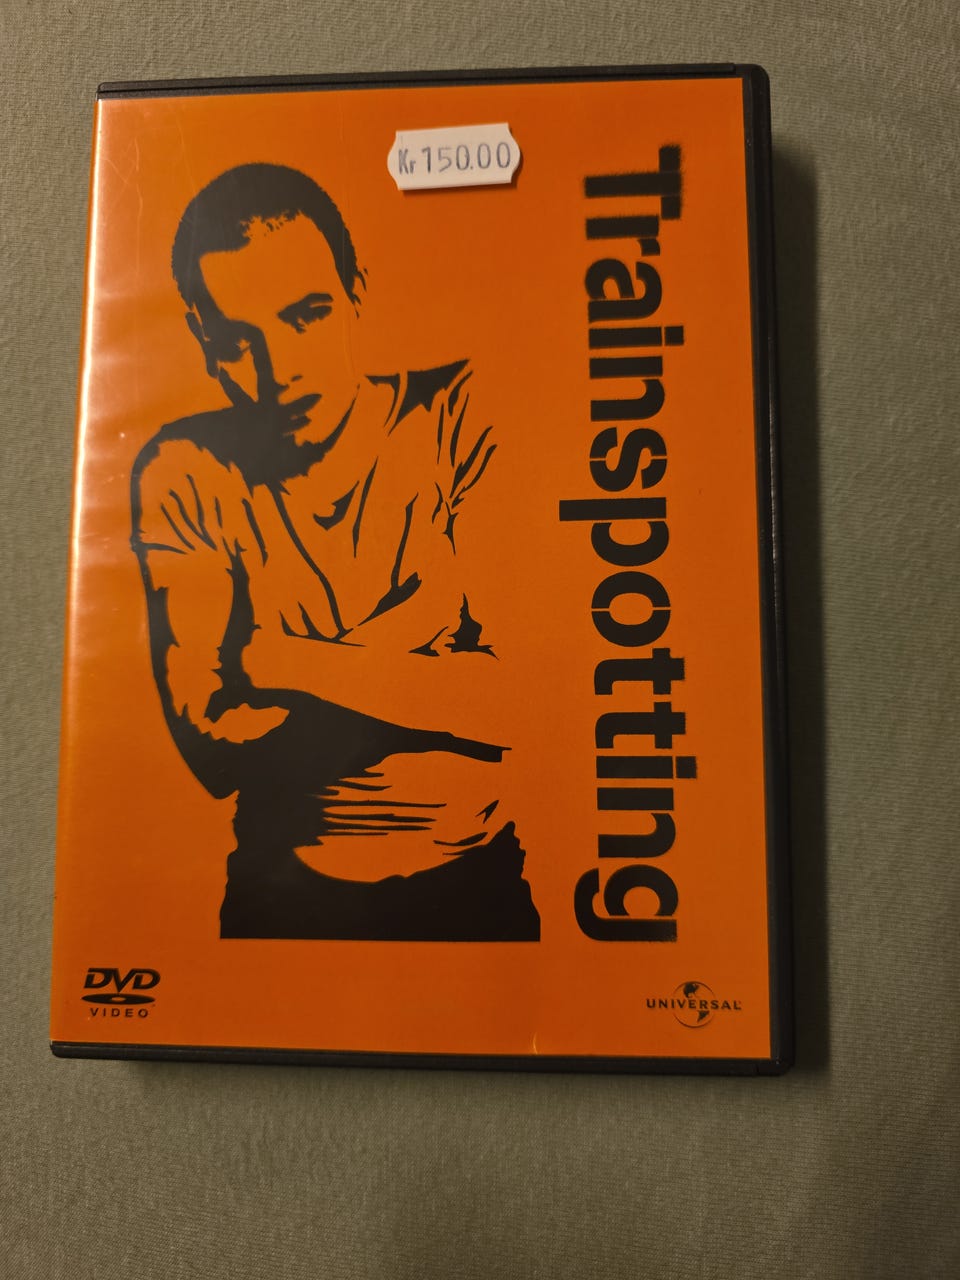 Kr 150.00
Trainspotting
DVD
VIDEO
UNIVERSAL